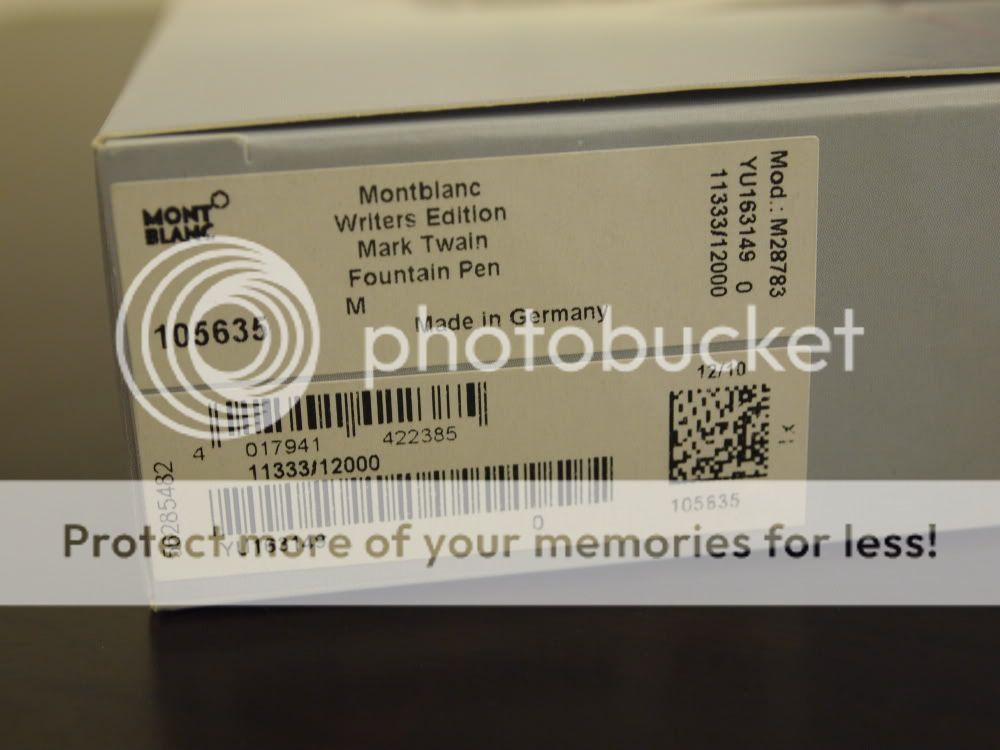 MONT
BLANC
Montblanc
Writers Edition
Mark Twain
Fountain Pen
M
Made in Germany
105635
Mod.: M28783
YU163149 0
11333/12000
photobucket
12/10
4 017941 422385
11333/12000
105635
YU163149 0
Protect more of your memories for less!